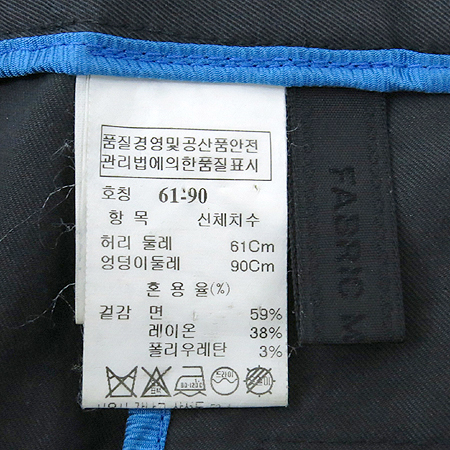 품질경영및공산품안전
관리법에의한품질표시
호칭 61-90
항 목 신체치수
허리 둘레 61Cm
엉덩이둘레 90Cm
혼 용 율(%)
겉감 면 59%
레이온 38%
폴리우레탄 3%
드라이
FABRIC M